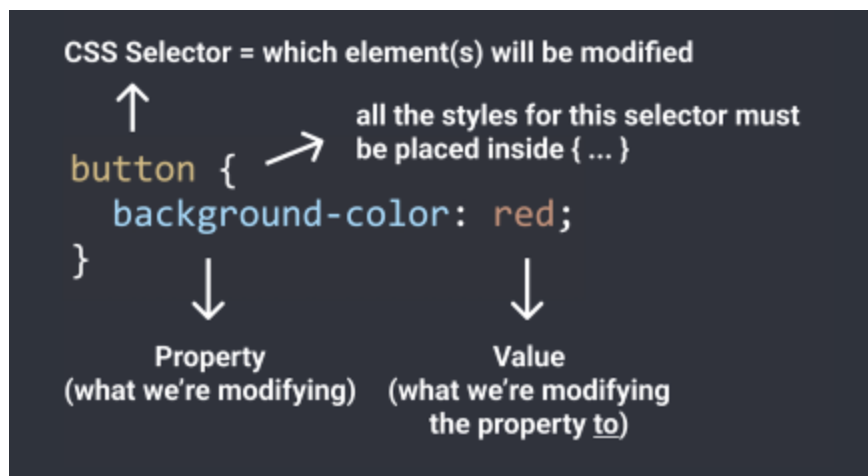 CSS Selector = which element(s) will be modified
all the styles for this selector must
be placed inside { ... }
button {
background-color: red;
}
Property
(what we're modifying)
Value
(what we're modifying
the property to)